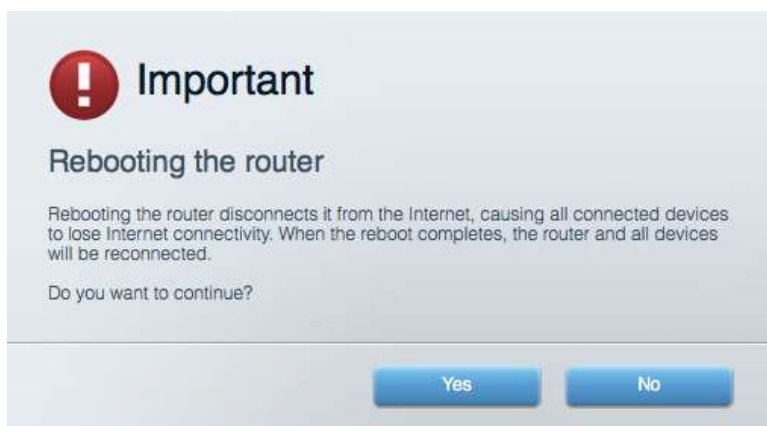 Important
Rebooting the router
Rebooting the router disconnects it from the Internet, causing all connected devices
to lose Internet connectivity. When the reboot completes, the router and all devices
will be reconnected.
Do you want to continue?
Yes No